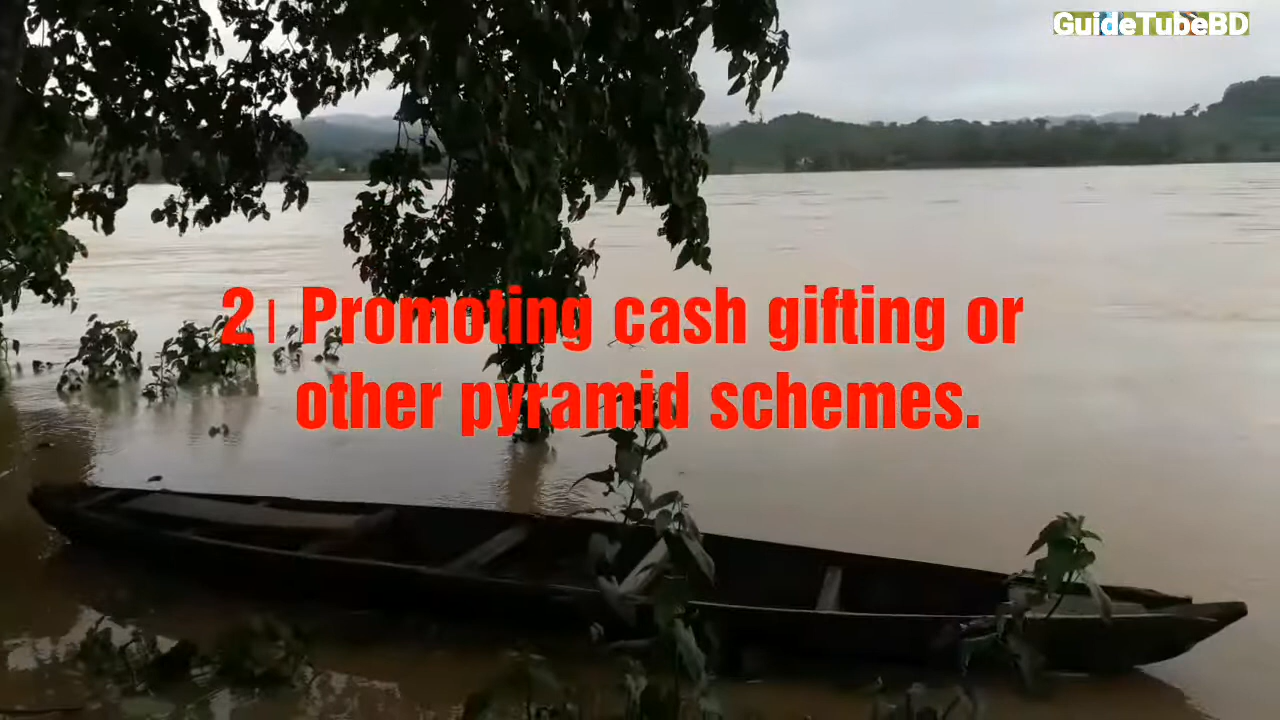 GuideTubeBD
2। Promoting cash gifting or
other pyramid schemes.